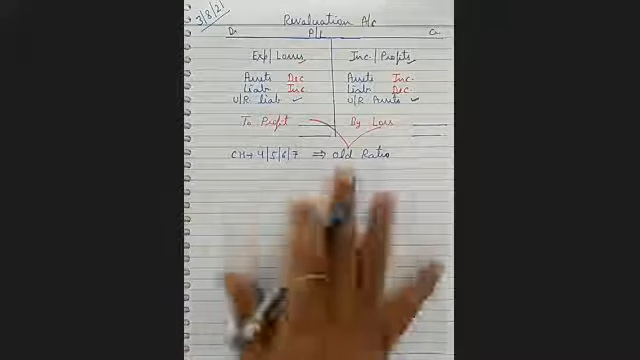 3/8/21
Revaluation A/c
Dr. P/L Cr.
Exp/Losses Inc./Profits
Assets Dec Assets Inc.
Liab Inc. Liab Dec.
U/R Liab U/R Assets
To Profit By Loss
CH→ 4/5/6/7 ⇒ Old Ratio